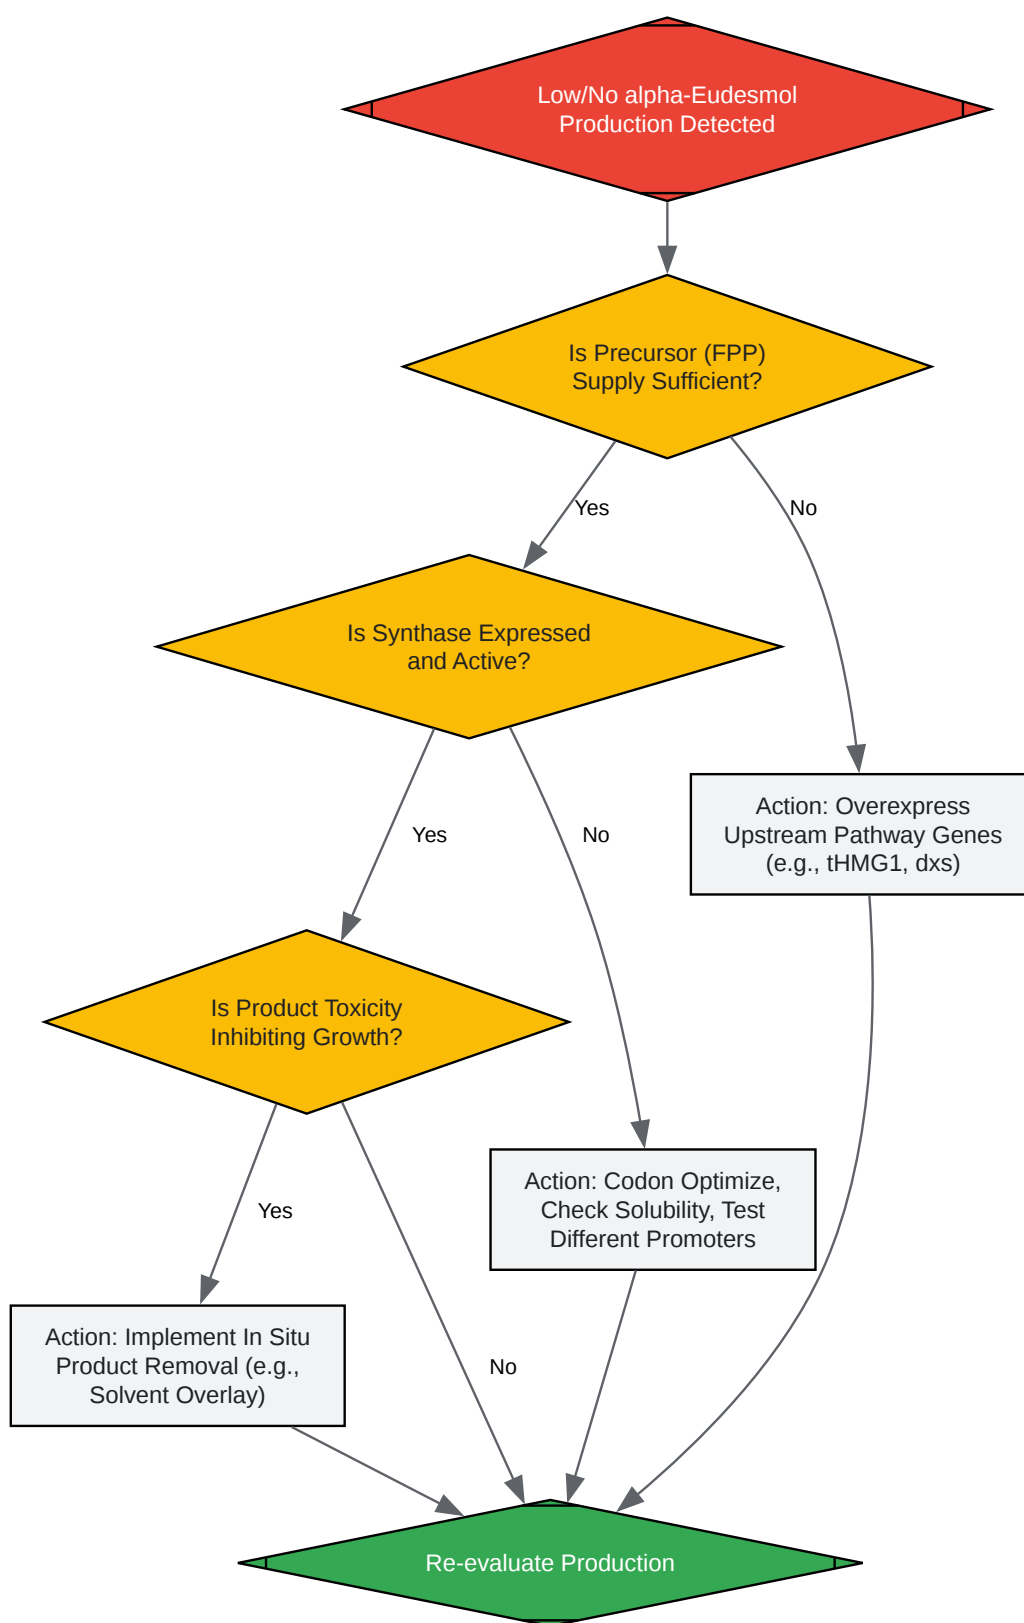 Low/No alpha-Eudesmol
Production Detected
Is Precursor (FPP)
Supply Sufficient?
Yes
No
Is Synthase Expressed
and Active?
Action: Overexpress
Upstream Pathway Genes
(e.g., tHMG1, dxs)
Yes
No
Is Product Toxicity
Inhibiting Growth?
Action: Codon Optimize,
Check Solubility, Test
Different Promoters
Yes
No
Action: Implement In Situ
Product Removal (e.g.,
Solvent Overlay)
Re-evaluate Production